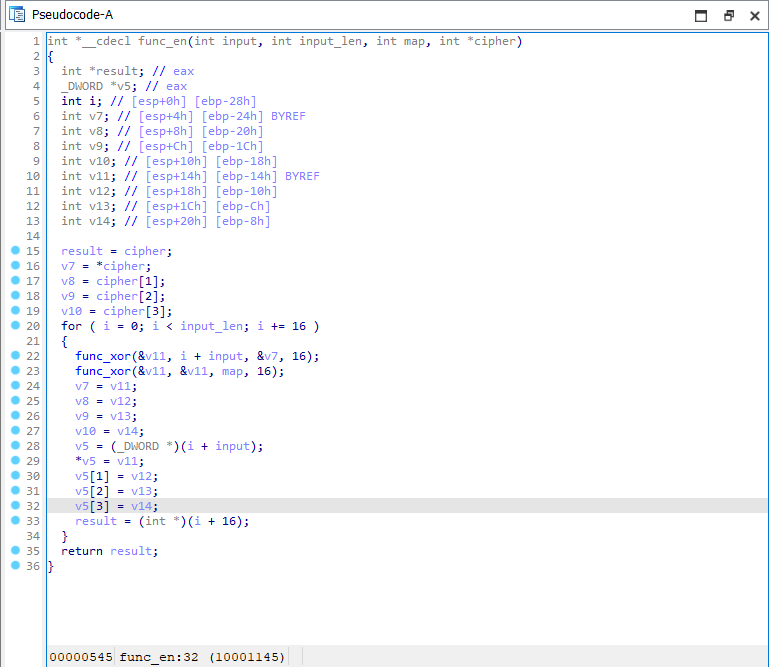 Pseudocode-A
1 int *__cdecl func_en(int input, int input_len, int map, int *cipher)
2 {
3   int *result; // eax
4   _DWORD *v5; // eax
5   int i; // [esp+0h] [ebp-28h]
6   int v7; // [esp+4h] [ebp-24h] BYREF
7   int v8; // [esp+8h] [ebp-20h]
8   int v9; // [esp+Ch] [ebp-1Ch]
9   int v10; // [esp+10h] [ebp-18h]
10   int v11; // [esp+14h] [ebp-14h] BYREF
11   int v12; // [esp+18h] [ebp-10h]
12   int v13; // [esp+1Ch] [ebp-Ch]
13   int v14; // [esp+20h] [ebp-8h]
14
15   result = cipher;
16   v7 = *cipher;
17   v8 = cipher[1];
18   v9 = cipher[2];
19   v10 = cipher[3];
20   for ( i = 0; i < input_len; i += 16 )
21   {
22     func_xor(&v11, i + input, &v7, 16);
23     func_xor(&v11, &v11, map, 16);
24     v7 = v11;
25     v8 = v12;
26     v9 = v13;
27     v10 = v14;
28     v5 = (_DWORD *)(i + input);
29     *v5 = v11;
30     v5[1] = v12;
31     v5[2] = v13;
32     v5[3] = v14;
33     result = (int *)(i + 16);
34   }
35   return result;
36 }
00000545 func_en:32 (10001145)